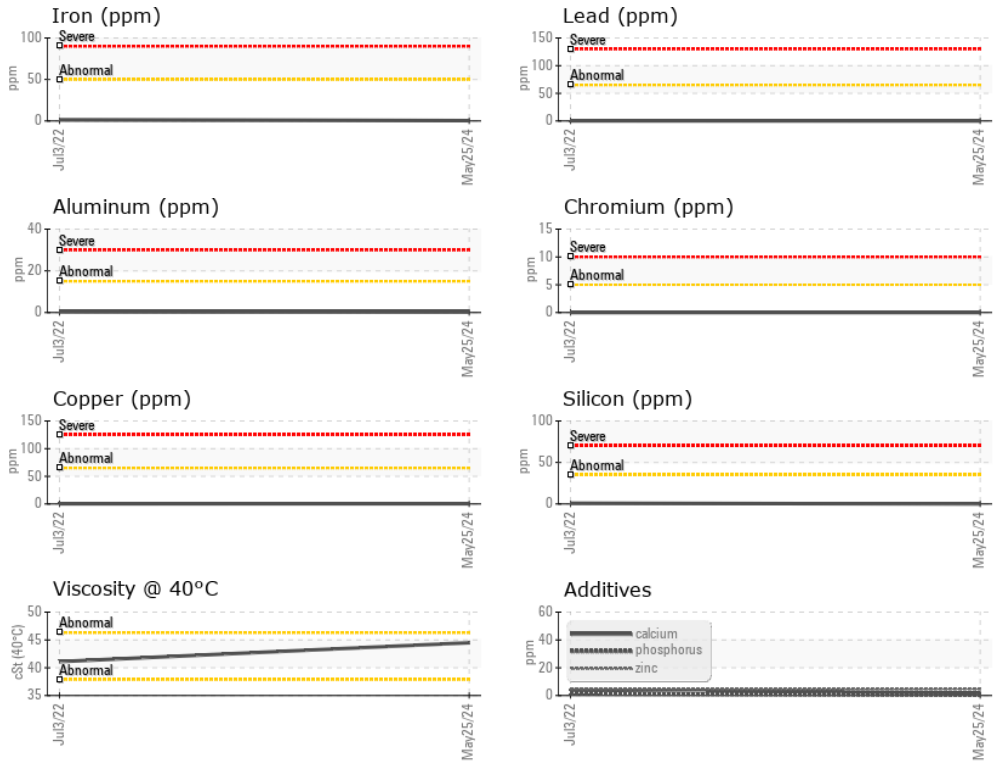 Iron (ppm)
100
50
0
ppm
Severe
Abnormal
Jul3/22
May25/24
Lead (ppm)
150
100
50
0
ppm
Severe
Abnormal
Jul3/22
May25/24
Aluminum (ppm)
40
20
0
ppm
Severe
Abnormal
Jul3/22
May25/24
Chromium (ppm)
15
10
5
0
ppm
Severe
Abnormal
Jul3/22
May25/24
Copper (ppm)
150
100
50
0
ppm
Severe
Abnormal
Jul3/22
May25/24
Silicon (ppm)
100
50
0
ppm
Severe
Abnormal
Jul3/22
May25/24
Viscosity @ 40°C
50
45
40
35
cSt (40°C)
Abnormal
Abnormal
Jul3/22
May25/24
Additives
60
40
20
0
ppm
calcium
phosphorus
zinc
Jul3/22
May25/24